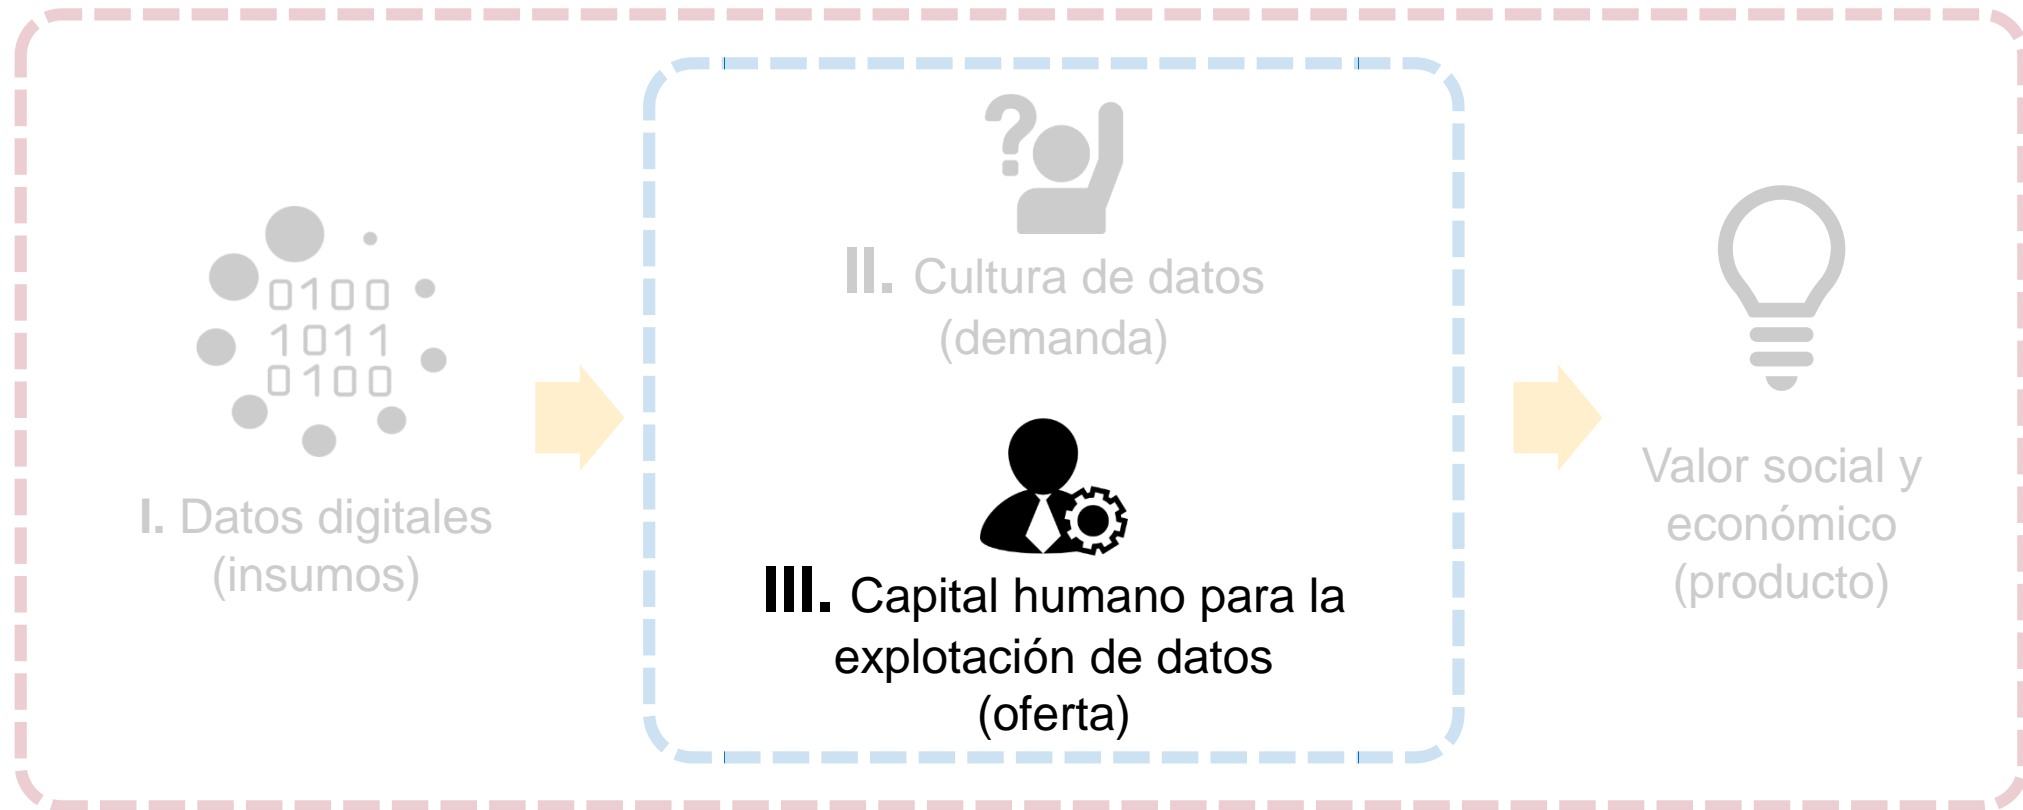 0100
1011
0100
I. Datos digitales
(insumos)
II. Cultura de datos
(demanda)
III. Capital humano para la
explotación de datos
(oferta)
Valor social y
económico
(producto)